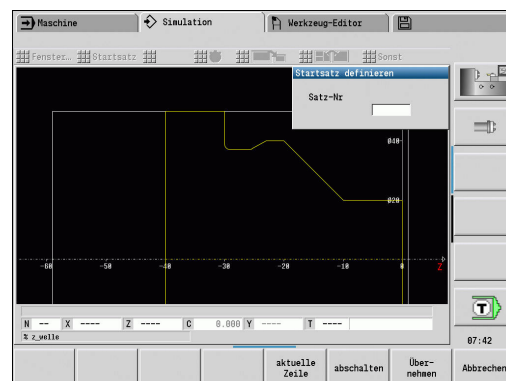 Maschine
Simulation
Werkzeug-Editor
Fenster...
Startsatz
Sonst
Startsatz definieren
Satz-Nr
ø40
ø20
-60 -50 -40 -30 -20 -10 0 Z
N -- X ---- Z ---- C 0.000 Y ---- T ----
% z_welle
T
07:42
aktuelle Zeile
abschalten
Über-
nehmen
Abbrechen